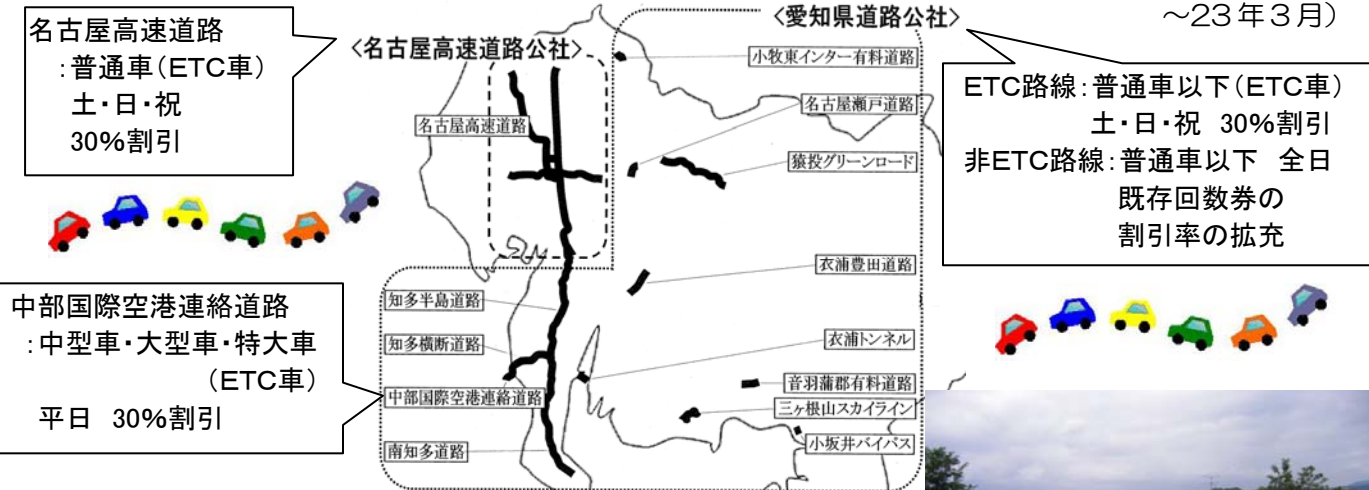 ～23年3月)
名古屋高速道路
:普通車(ETC車)
土・日・祝
30%割引
〈名古屋高速道路公社〉
〈愛知県道路公社〉
ETC路線:普通車以下(ETC車)
土・日・祝 30%割引
非ETC路線:普通車以下 全日
既存回数券の
割引率の拡充
小牧東インター有料道路
名古屋瀬戸道路
名古屋高速道路
猿投グリーンロード
衣浦豊田道路
知多半島道路
知多横断道路
衣浦トンネル
中部国際空港連絡道路
音羽蒲郡有料道路
三ヶ根山スカイライン
小坂井バイパス
南知多道路
中部国際空港連絡道路
:中型車・大型車・特大車
(ETC車)
平日 30%割引